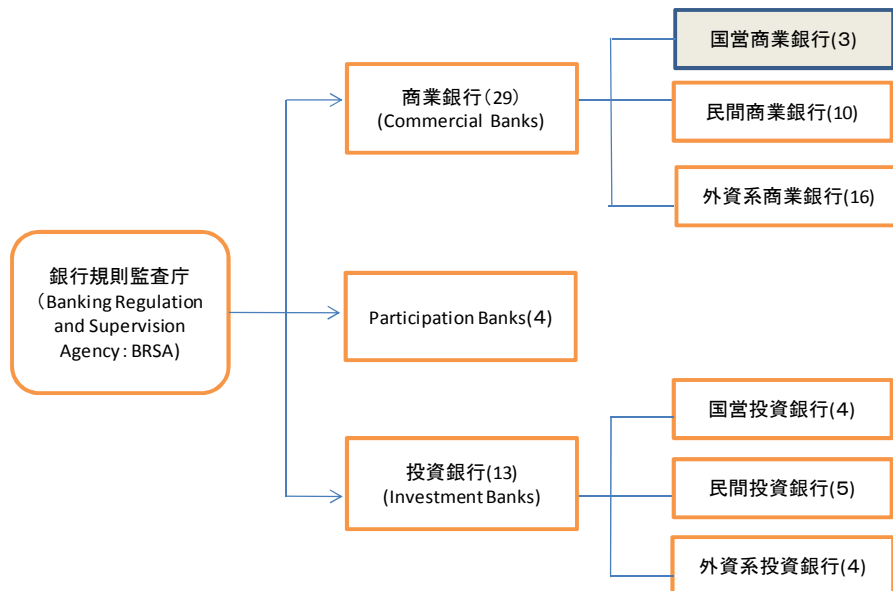 国営商業銀行(３)
商業銀行（29）
(Commercial Banks)
民間商業銀行(10)
外資系商業銀行(16)
銀行規則監査庁
（Banking Regulation
and Supervision
Agency：BRSA)
Participation Banks(４)
国営投資銀行(４)
投資銀行(13)
(Investment Banks)
民間投資銀行(５)
外資系投資銀行(４)